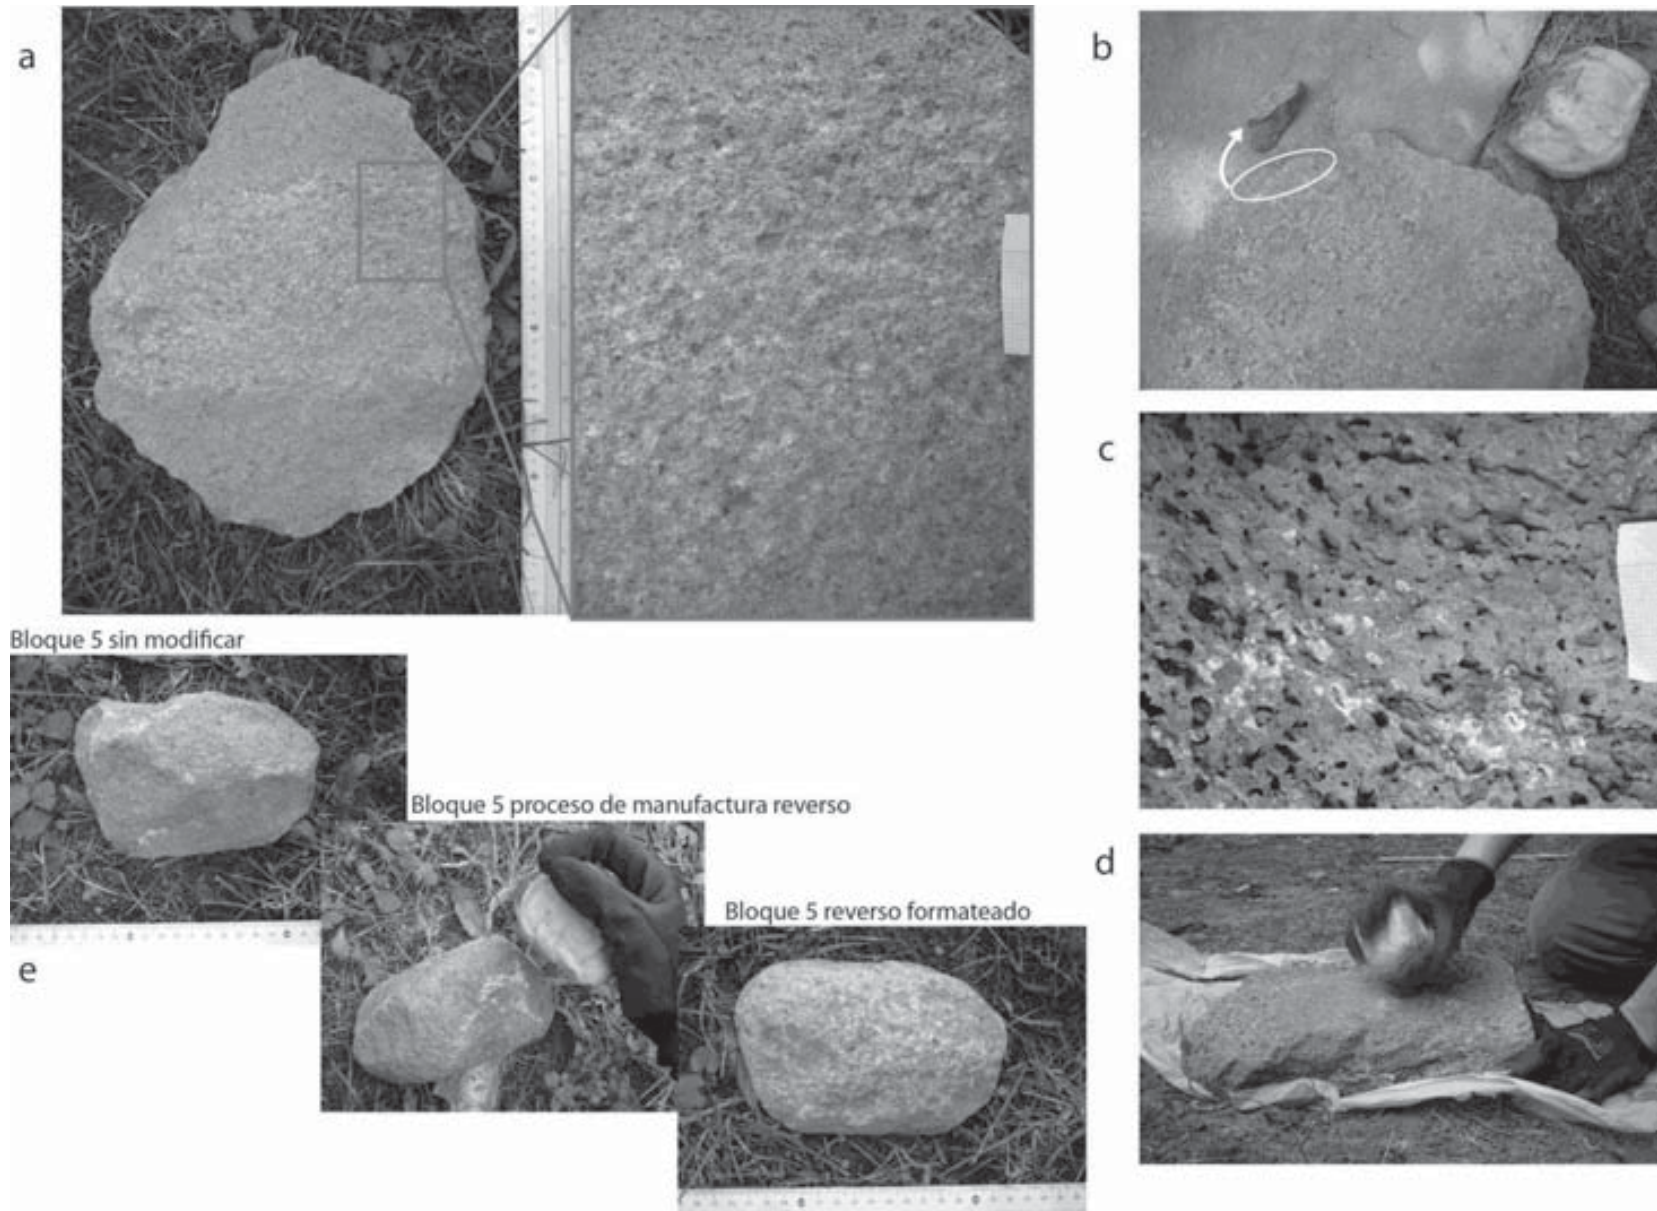 a
b
c
Bloque 5 sin modificar
Bloque 5 proceso de manufactura reverso
d
Bloque 5 reverso formateado
e